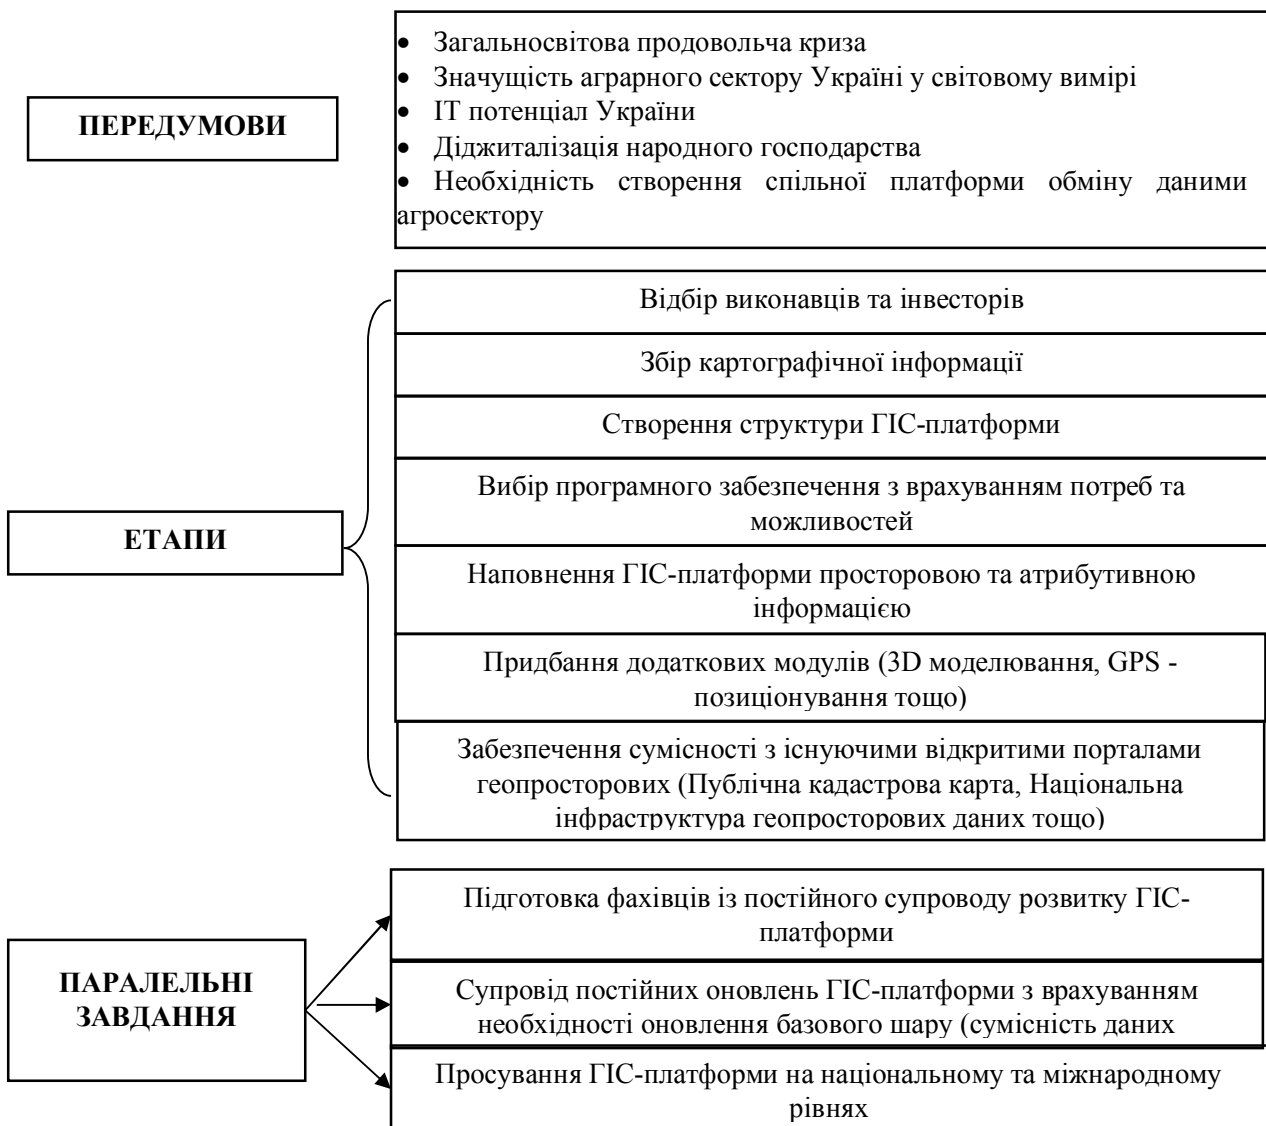 ПЕРЕДУМОВИ
• Загальносвітова продовольча криза
• Значущість аграрного сектору Україні у світовому вимірі
• ІТ потенціал України
• Діджиталізація народного господарства
• Необхідність створення спільної платформи обміну даними
агросектору
ЕТАПИ
Відбір виконавців та інвесторів
Збір картографічної інформації
Створення структури ГІС-платформи
Вибір програмного забезпечення з врахуванням потреб та
можливостей
Наповнення ГІС-платформи просторовою та атрибутивною
інформацією
Придбання додаткових модулів (3D моделювання, GPS -
позиціонування тощо)
Забезпечення сумісності з існуючими відкритими порталами
геопросторових (Публічна кадастрова карта, Національна
інфраструктура геопросторових даних тощо)
ПАРАЛЕЛЬНІ
ЗАВДАННЯ
Підготовка фахівців із постійного супроводу розвитку ГІС-
платформи
Супровід постійних оновлень ГІС-платформи з врахуванням
необхідності оновлення базового шару (сумісність даних
Просування ГІС-платформи на національному та міжнародному
рівнях